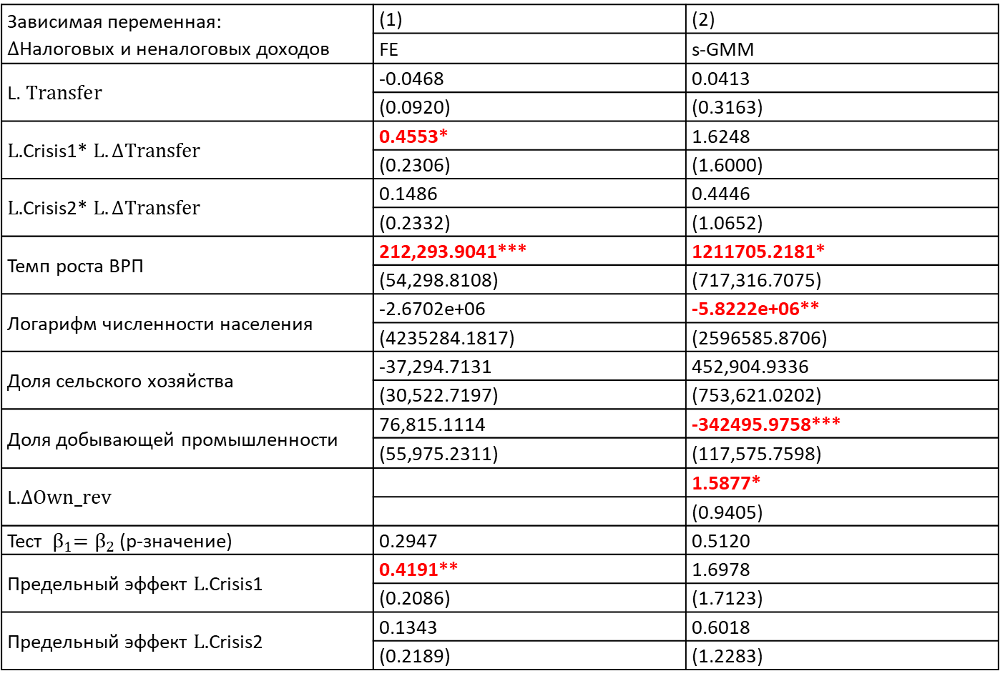 Зависимая переменная: (1) (2)
ΔНалоговых и неналоговых доходов FE s-GMM
L. Transfer -0.0468 0.0413
(0.0920) (0.3163)
L.Crisis1* L. ΔTransfer 0.4553* 1.6248
(0.2306) (1.6000)
L.Crisis2* L. ΔTransfer 0.1486 0.4446
(0.2332) (1.0652)
Темп роста ВРП 212,293.9041*** 1211705.2181*
(54,298.8108) (717,316.7075)
Логарифм численности населения -2.6702e+06 -5.8222e+06**
(4235284.1817) (2596585.8706)
Доля сельского хозяйства -37,294.7131 452,904.9336
(30,522.7197) (753,621.0202)
Доля добывающей промышленности 76,815.1114 -342495.9758***
(55,975.2311) (117,575.7598)
L.ΔOwn_rev 1.5877*
(0.9405)
Тест β₁= β₂ (p-значение) 0.2947 0.5120
Предельный эффект L.Crisis1 0.4191** 1.6978
(0.2086) (1.7123)
Предельный эффект L.Crisis2 0.1343 0.6018
(0.2189) (1.2283)